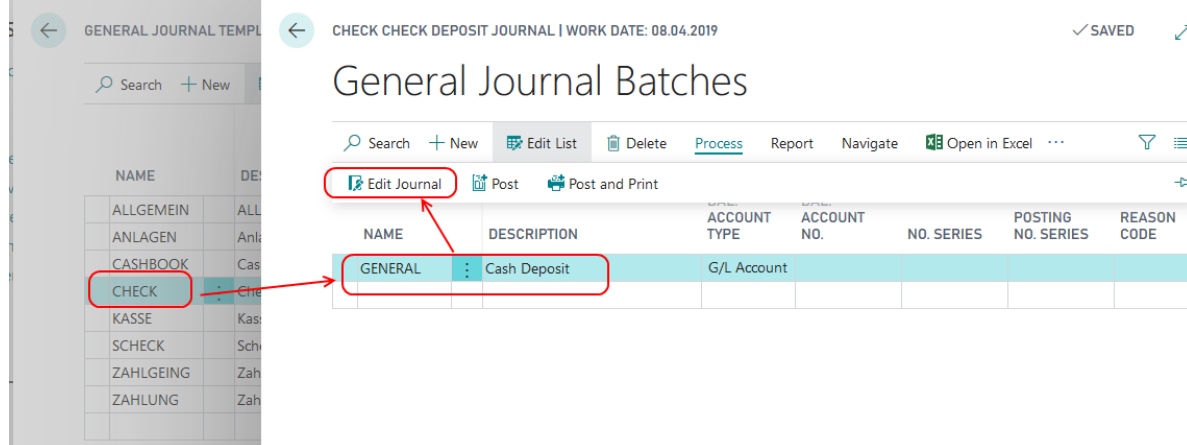 GENERAL JOURNAL TEMPL
Search + New
NAME DES
ALLGEMEIN ALL
ANLAGEN Anla
CASHBOOK Cas
CHECK Che
KASSE Kass
SCHECK Sche
ZAHLGEING Zah
ZAHLUNG Zah
CHECK CHECK DEPOSIT JOURNAL | WORK DATE: 08.04.2019 ✓ SAVED
General Journal Batches
Search + New Edit List Delete Process Report Navigate Open in Excel ...
Edit Journal Post Post and Print
BAL. BAL.
ACCOUNT ACCOUNT POSTING REASON
NAME DESCRIPTION TYPE NO. NO. SERIES NO. SERIES CODE
GENERAL Cash Deposit G/L Account